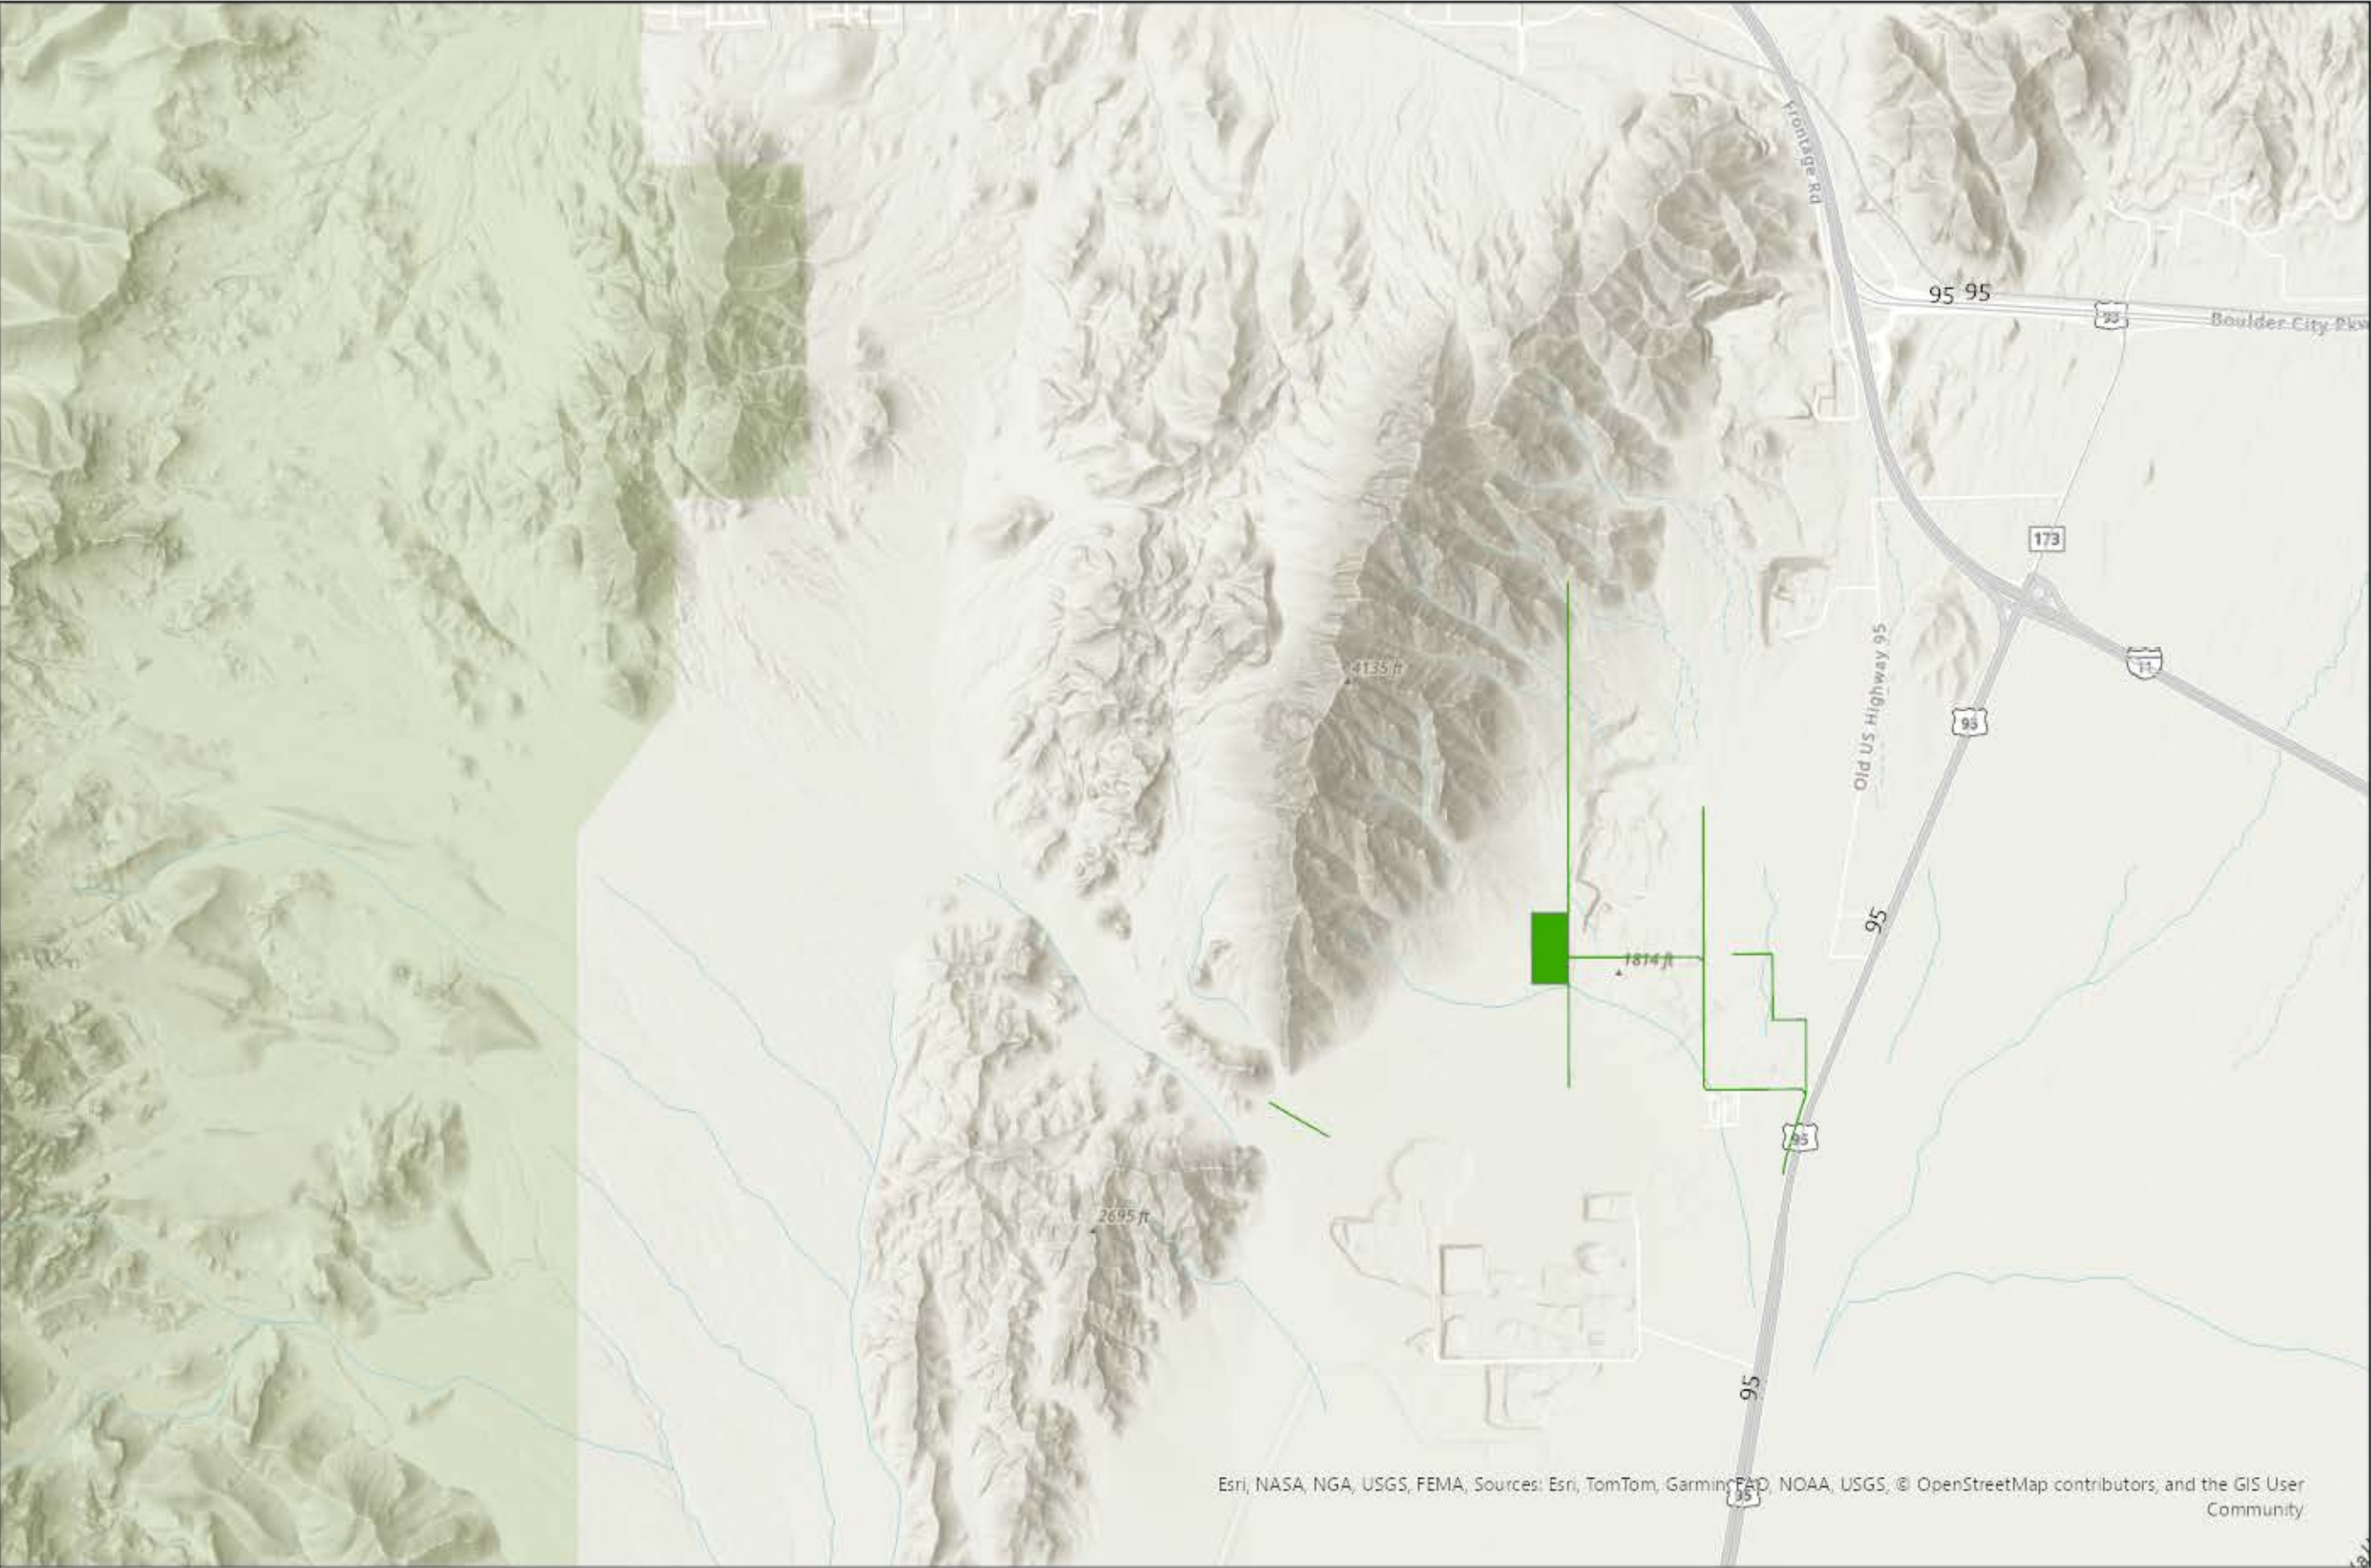 Frontage Rd
95 95
93
Boulder City Pkw
173
11
Old US Highway 95
4135 ft
95
95
1814 ft
95
2695 ft
95
Esri, NASA, NGA, USGS, FEMA, Sources: Esri, TomTom, Garmin, FAO, NOAA, USGS, © OpenStreetMap contributors, and the GIS User
95
Community